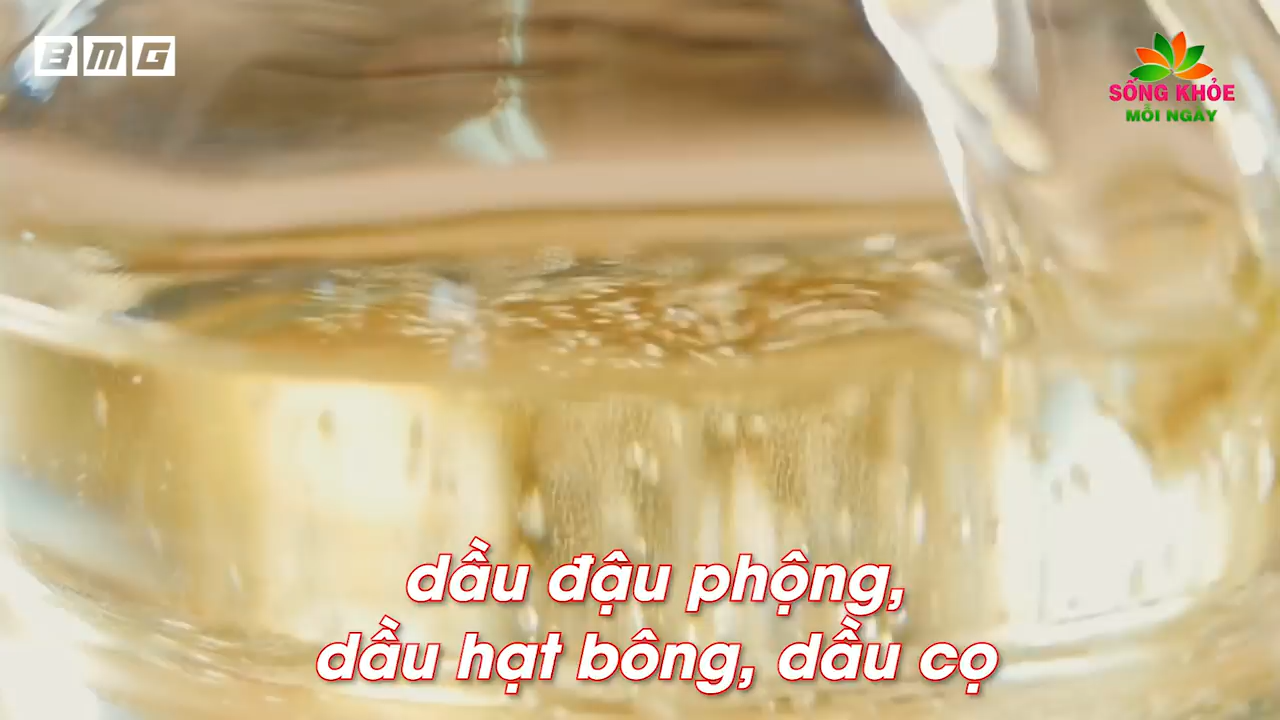 BMG
SỐNG KHỎE
MỖI NGÀY
dầu đậu phộng,
dầu hạt bông, dầu cọ